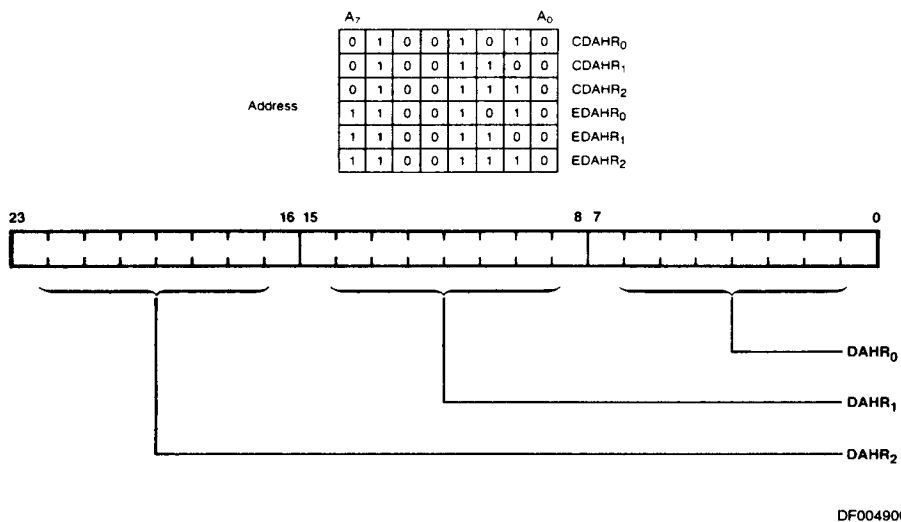 A₇ A₀
0 1 0 0 1 0 1 0 CDAHR₀
0 1 0 0 1 1 0 0 CDAHR₁
0 1 0 0 1 1 1 0 CDAHR₂
Address
1 1 0 0 1 0 1 0 EDAHR₀
1 1 0 0 1 1 0 0 EDAHR₁
1 1 0 0 1 1 1 0 EDAHR₂
23 16 15 8 7 0
DAHR₀
DAHR₁
DAHR₂